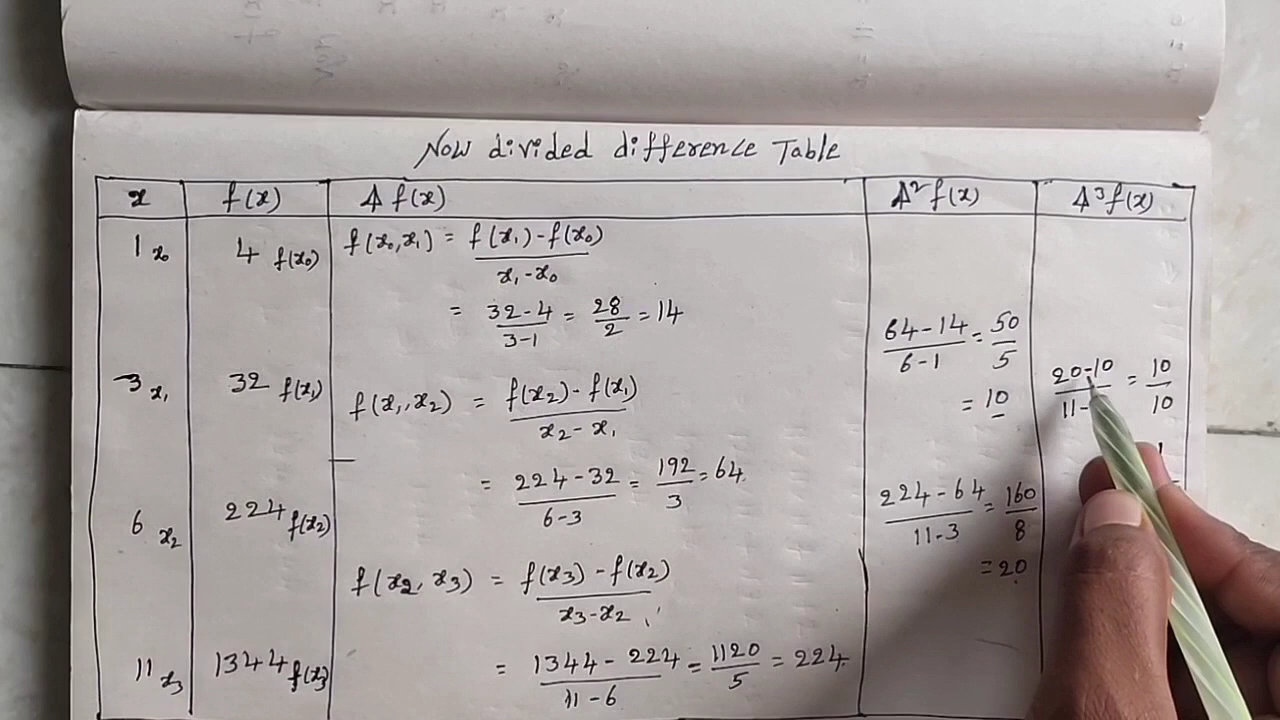 Now divided difference Table
x f(x) Δ f(x) Δ²f(x) Δ³f(x)
1 x₀ 4 f(x₀) f(x₀,x₁) = f(x₁)-f(x₀)
x₁-x₀
= 32-4 = 28 = 14
3-1 2
64-14 = 50
6-1 5
= 10
20-10 = 10
11- 10
3 x₁ 32 f(x₁) f(x₁,x₂) = f(x₂)-f(x₁)
x₂-x₁
= 224-32 = 192 = 64
6-3 3
224-64 = 160
11-3 8
= 20
6 x₂ 224 f(x₂)
f(x₂,x₃) = f(x₃)-f(x₂)
x₃-x₂
11 x₃ 1344 f(x₃) = 1344-224 = 1120 = 224
11-6 5